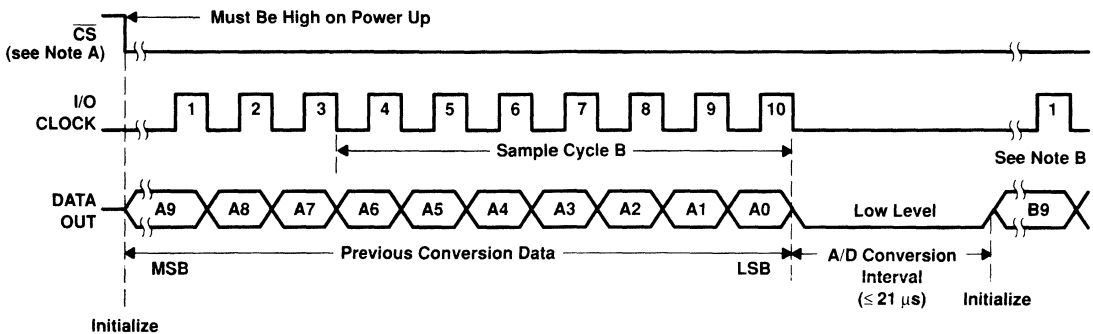 Must Be High on Power Up
CS
(see Note A)
I/O
CLOCK
1 2 3 4 5 6 7 8 9 10 1
Sample Cycle B
See Note B
DATA
OUT
A9 A8 A7 A6 A5 A4 A3 A2 A1 A0 Low Level B9
Previous Conversion Data
MSB LSB
A/D Conversion
Interval
(≤ 21 μs)
Initialize
Initialize